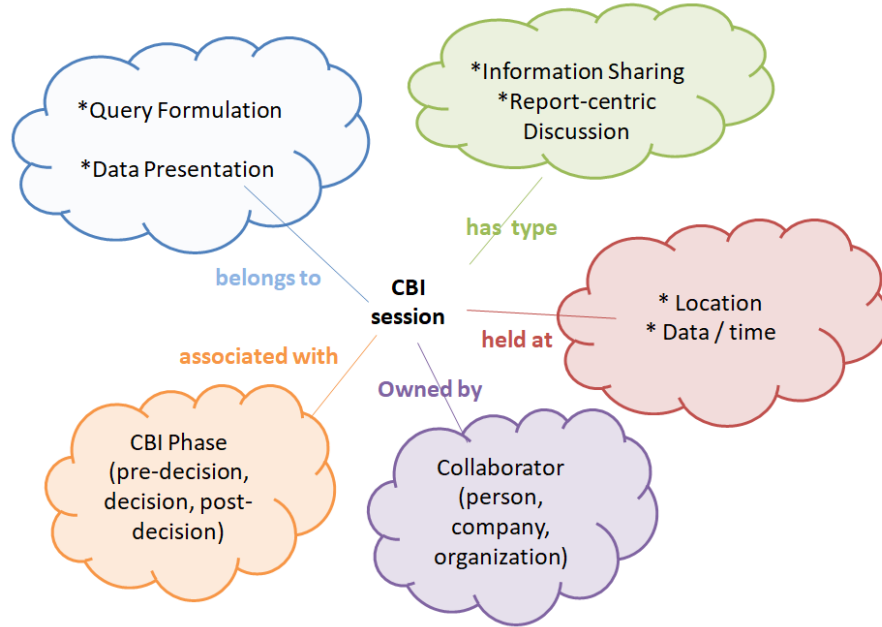 *Query Formulation
*Data Presentation
*Information Sharing
*Report-centric
Discussion
has type
belongs to
CBI
session
* Location
* Data / time
held at
associated with
Owned by
CBI Phase
(pre-decision,
decision, post-
decision)
Collaborator
(person,
company,
organization)